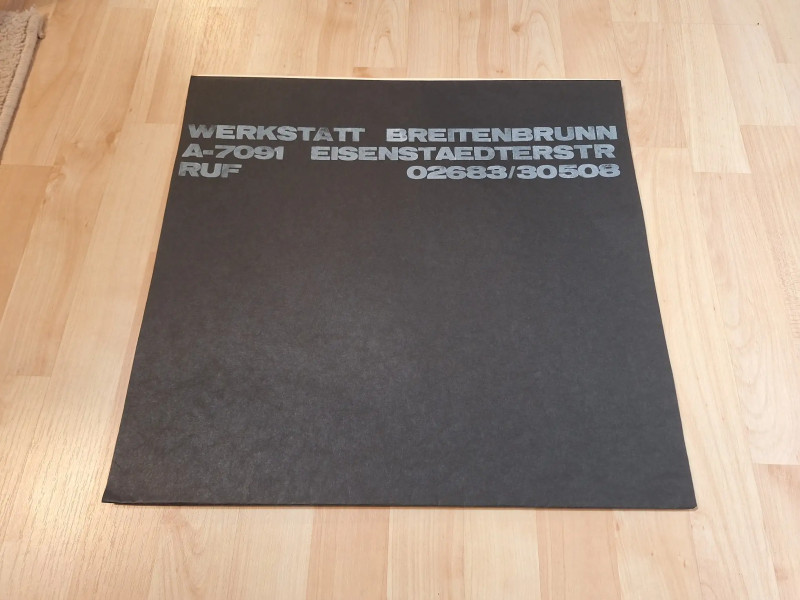 WERKSTATT BREITENBRUNN
A-7091 EISENSTAEDTERSTR
RUF 02683/30508